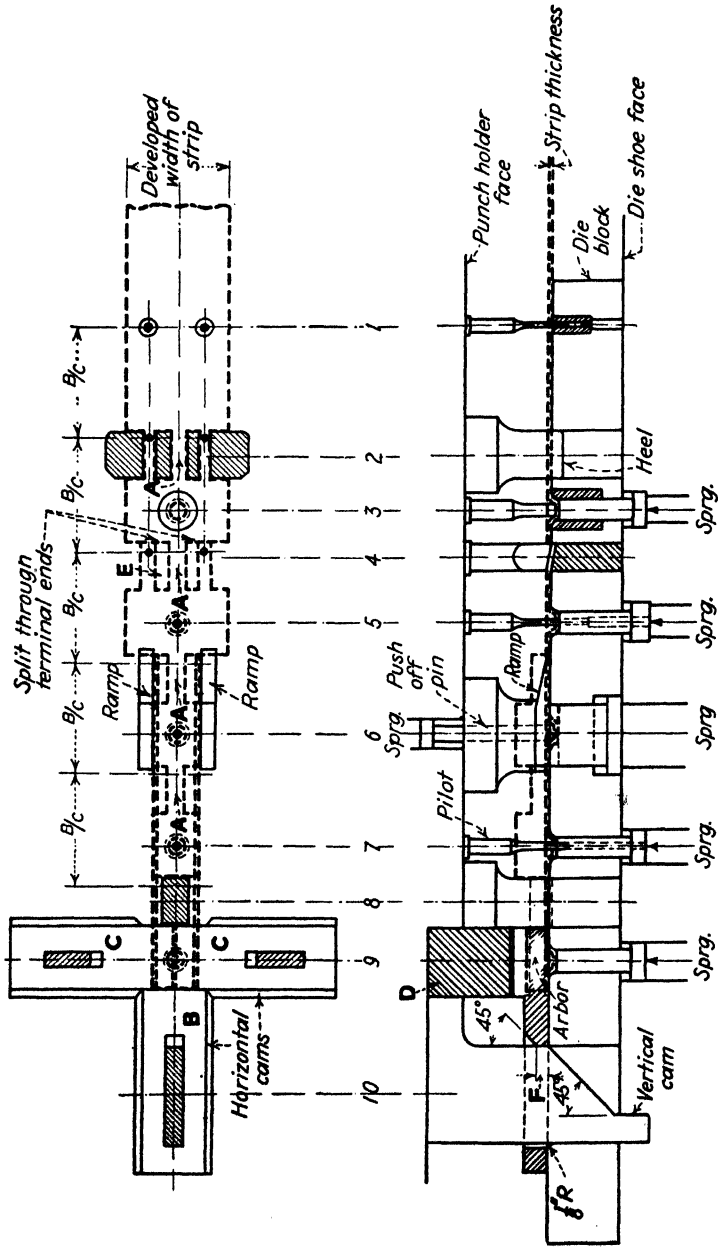 Developed
width of
strip
B/C
B/C
B/C
B/C
B/C
Split through
terminal ends
A
E
A
Ramp
A
Ramp
A
C
C
B
Horizontal
cams
1
2
3
4
5
6
7
8
9
10
Punch holder
face
Strip thickness
Die
block
Die shoe face
Heel
Sprg.
Sprg.
Ramp
Push
off
pin
Sprg.
Sprg
Pilot
Sprg.
Sprg.
D
45°
Arbor
F
45°
Vertical
cam
1/8" R